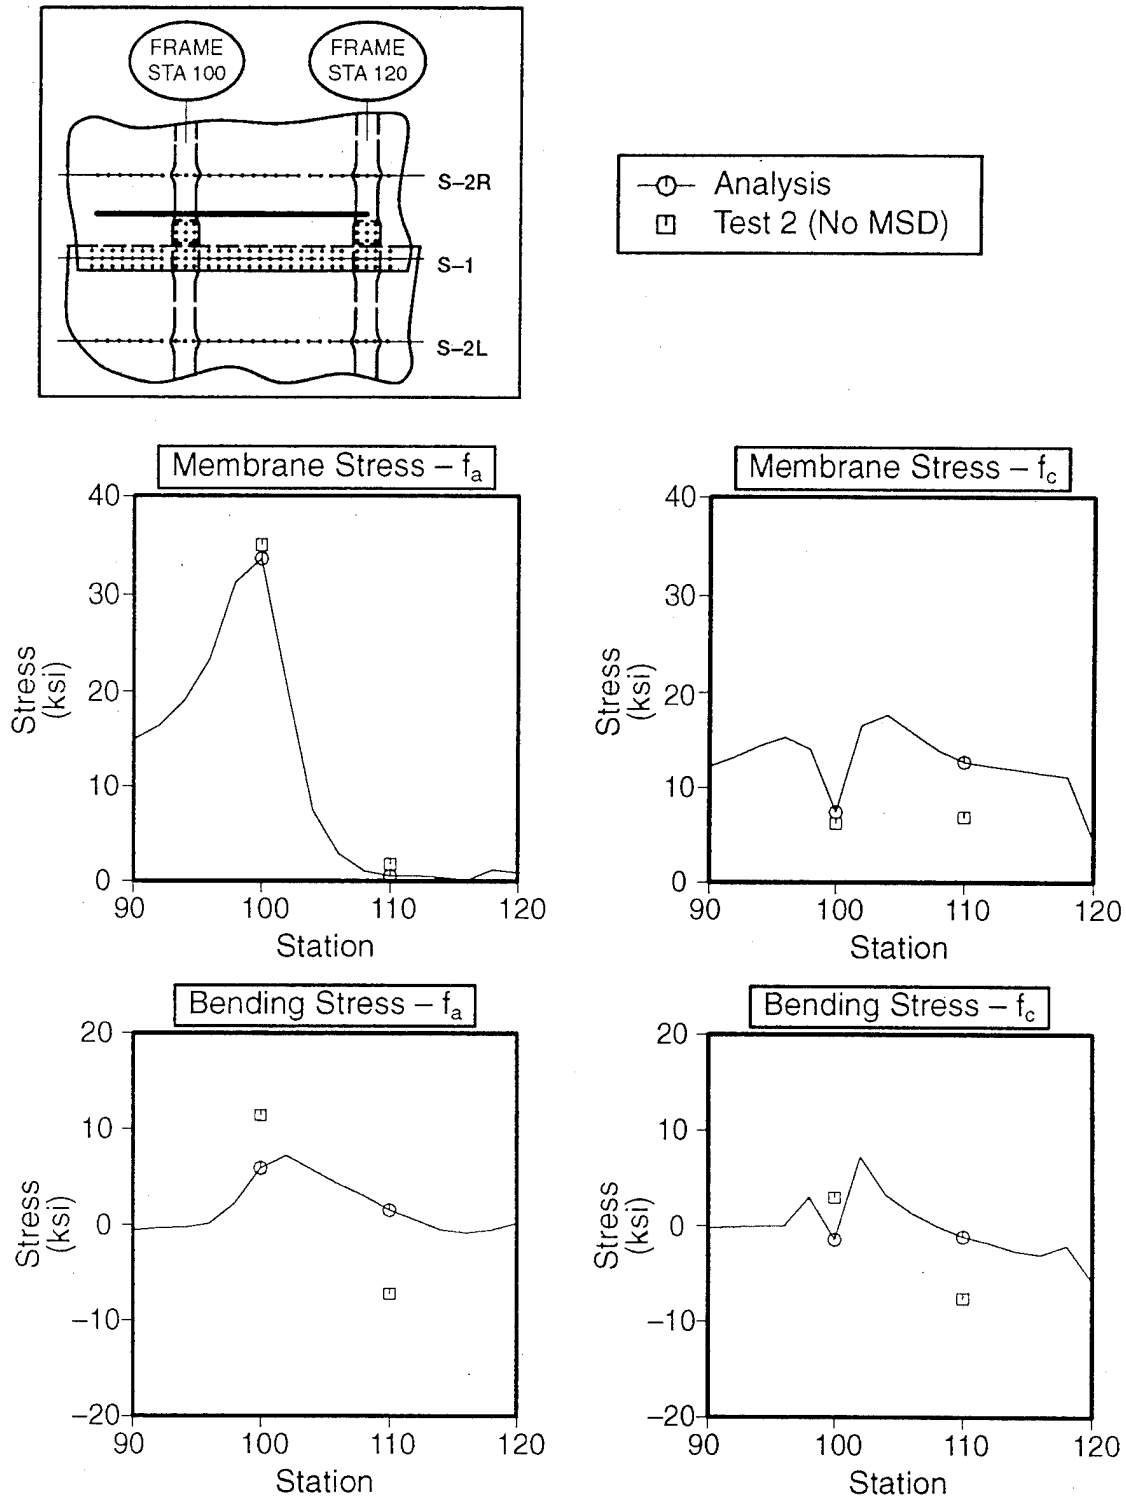 FRAME
STA 100
FRAME
STA 120
S-2R
S-1
S-2L
Analysis
Test 2 (No MSD)
Membrane Stress – fa
40
30
20
10
0
Stress
(ksi)
90
100
110
120
Station
Membrane Stress – fc
40
30
20
10
0
Stress
(ksi)
90
100
110
120
Station
Bending Stress – fa
20
10
0
−10
−20
Stress
(ksi)
90
100
110
120
Station
Bending Stress – fc
20
10
0
−10
−20
Stress
(ksi)
90
100
110
120
Station